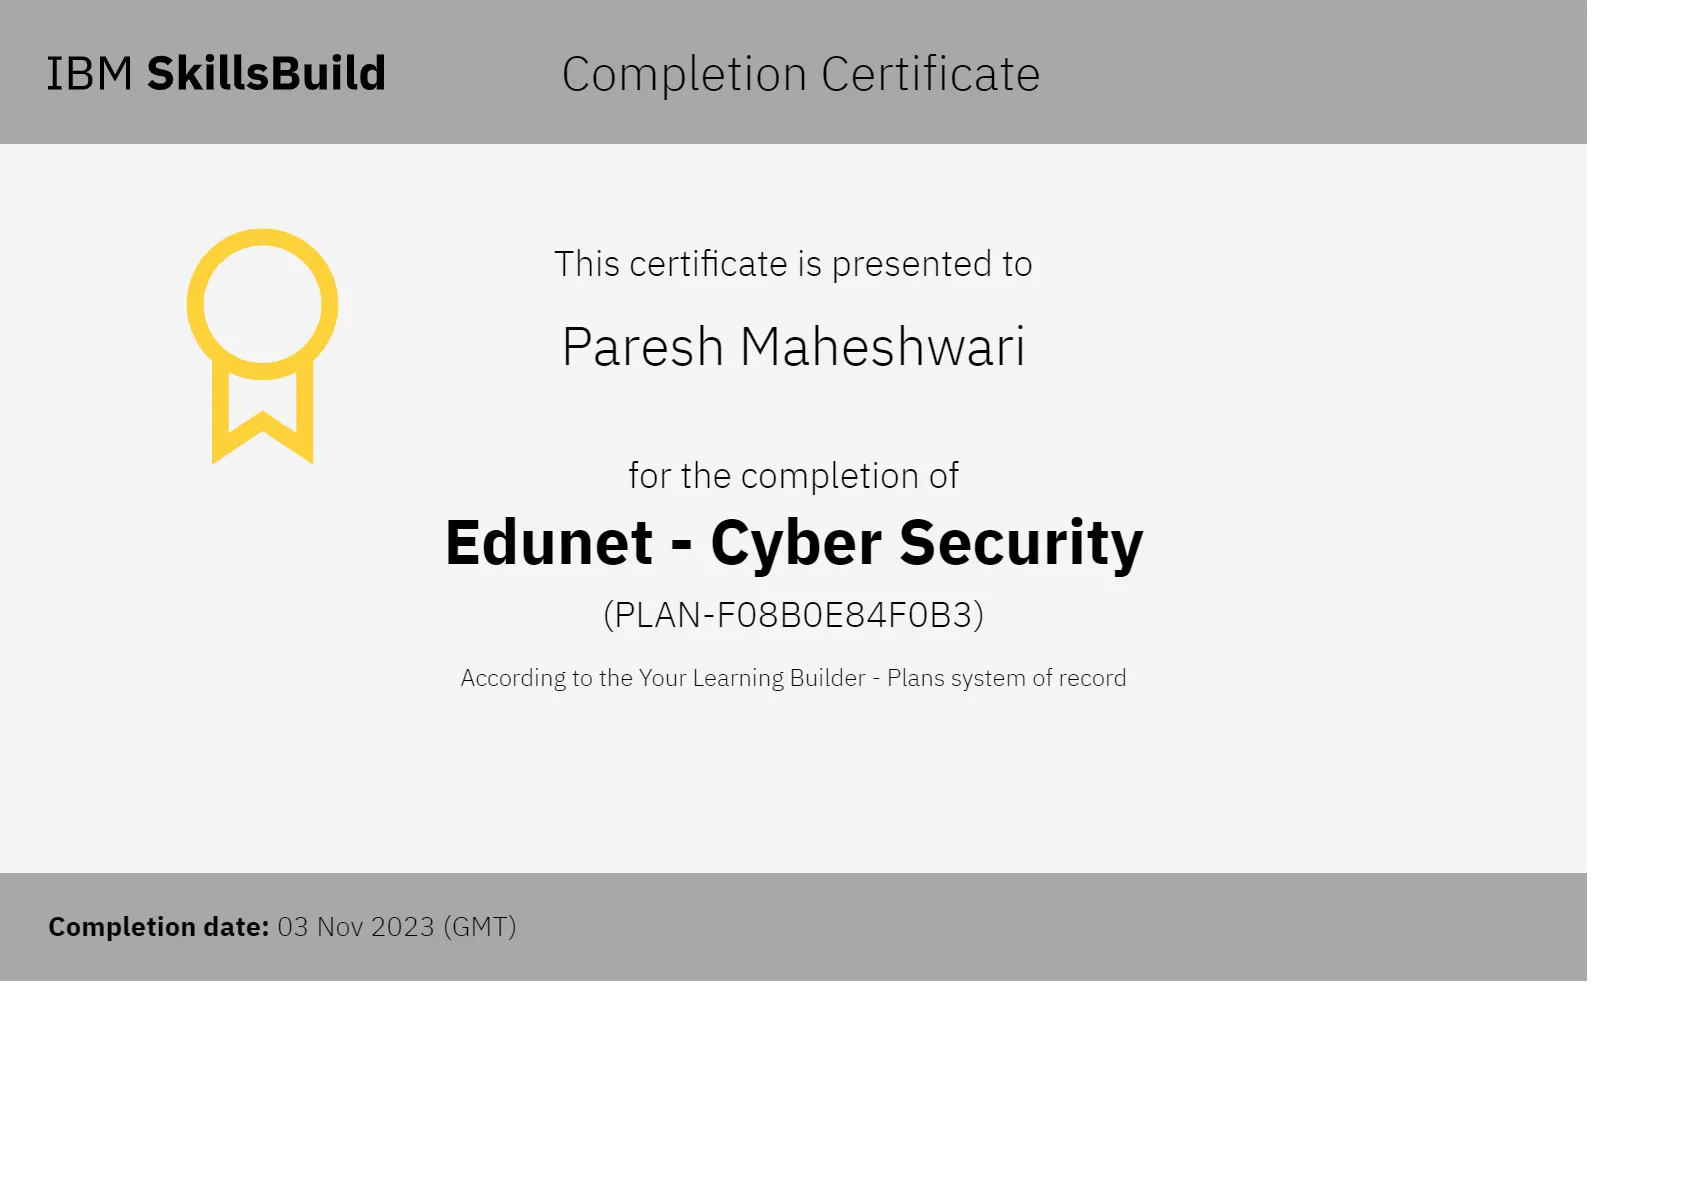 IBM SkillsBuild
Completion Certificate
This certificate is presented to
Paresh Maheshwari
for the completion of
Edunet - Cyber Security
(PLAN-F08B0E84F0B3)
According to the Your Learning Builder - Plans system of record
Completion date: 03 Nov 2023 (GMT)